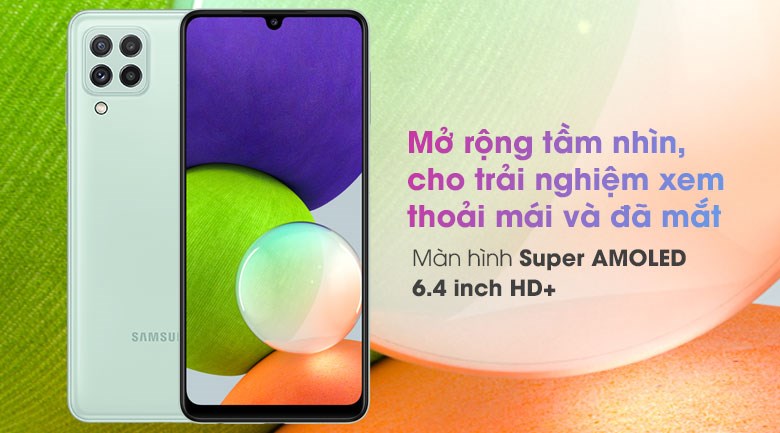 Mở rộng tầm nhìn,
cho trải nghiệm xem
thoải mái và đã mắt
Màn hình Super AMOLED
6.4 inch HD+
SAMSU